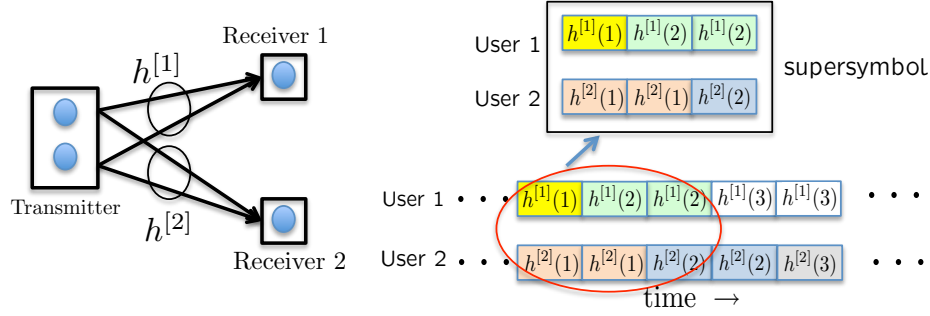 Receiver 1
h^{[1]}
Transmitter
h^{[2]}
Receiver 2
User 1 h^{[1]}(1) h^{[1]}(2) h^{[1]}(2)
supersymbol
User 2 h^{[2]}(1) h^{[2]}(1) h^{[2]}(2)
User 1 • • • h^{[1]}(1) h^{[1]}(2) h^{[1]}(2) h^{[1]}(3) h^{[1]}(3) • • •
User 2 • • • h^{[2]}(1) h^{[2]}(1) h^{[2]}(2) h^{[2]}(2) h^{[2]}(3) • • •
time →